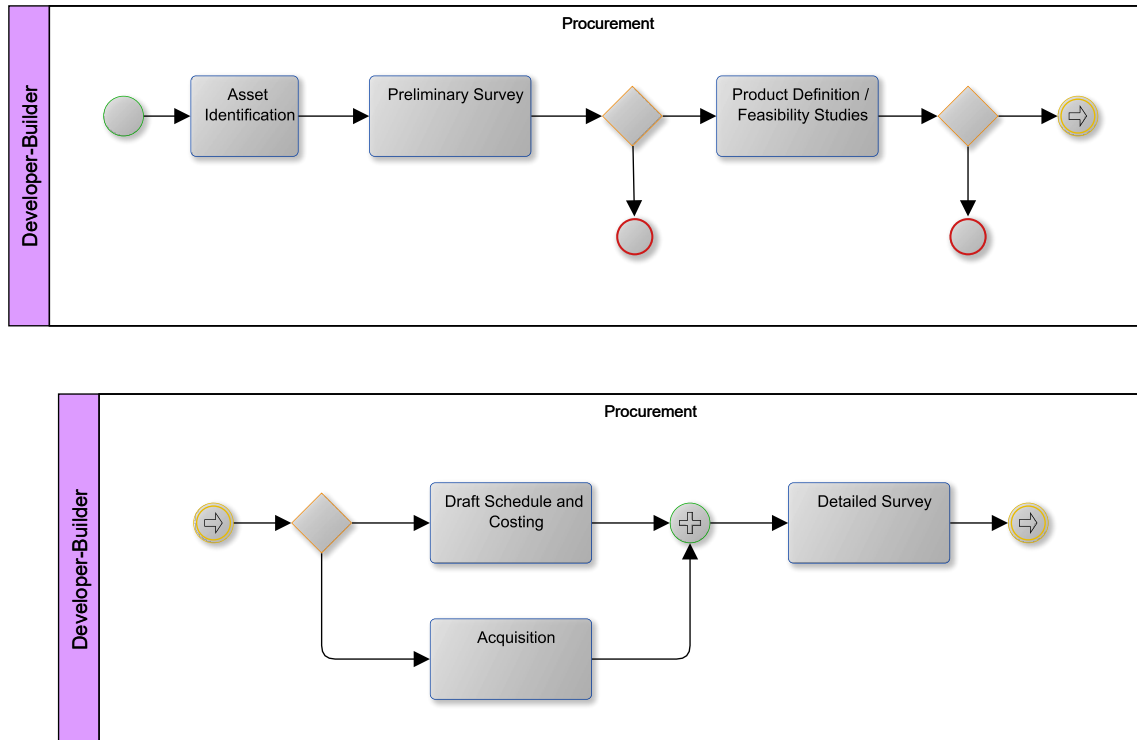 Procurement
Developer-Builder
Asset
Identification
Preliminary Survey
Product Definition /
Feasibility Studies
Procurement
Developer-Builder
Draft Schedule and
Costing
Detailed Survey
Acquisition